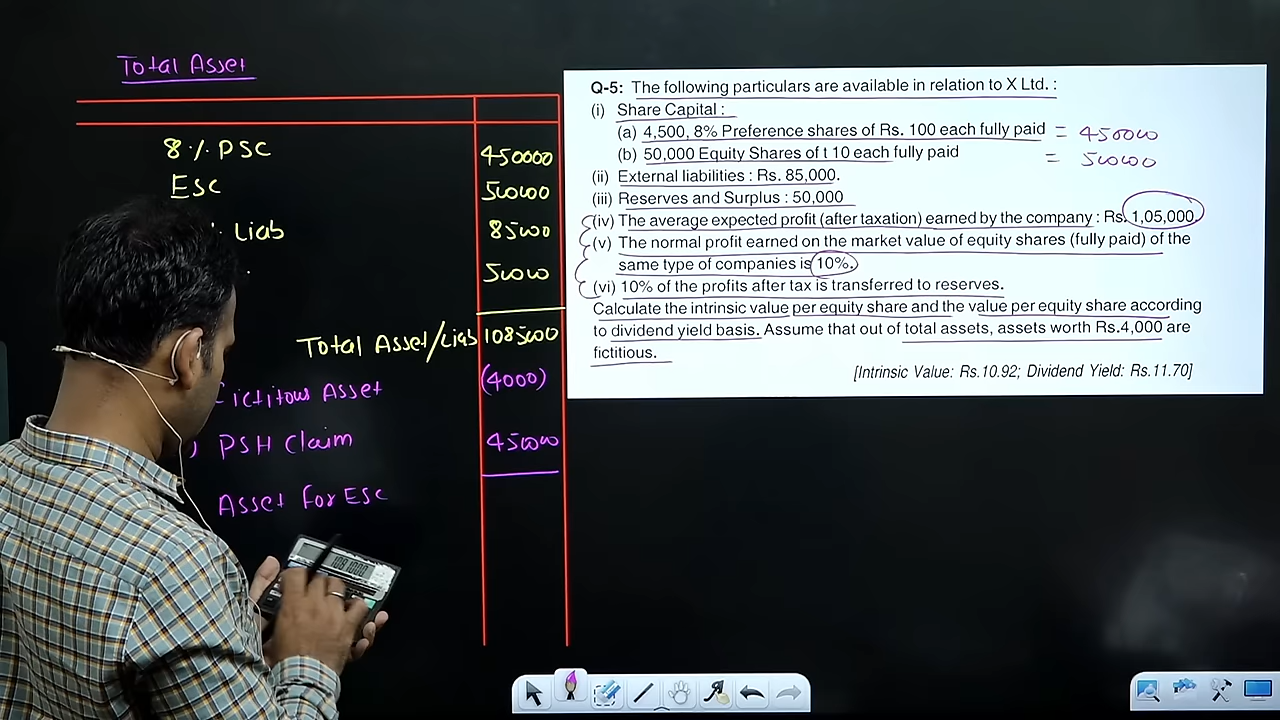 Total Asset
8% PSC 450000
ESC 500000
Liab 85000
50000
Total Asset/Liab 1085000
Fictitous Asset (4000)
PSH Claim 450000
Asset for ESC
Q-5: The following particulars are available in relation to X Ltd. :
(i) Share Capital :
(a) 4,500, 8% Preference shares of Rs. 100 each fully paid = 450000
(b) 50,000 Equity Shares of t 10 each fully paid = 500000
(ii) External liabilities : Rs. 85,000.
(iii) Reserves and Surplus : 50,000
(iv) The average expected profit (after taxation) earned by the company : Rs. 1,05,000.
(v) The normal profit earned on the market value of equity shares (fully paid) of the
same type of companies is 10%.
(vi) 10% of the profits after tax is transferred to reserves.
Calculate the intrinsic value per equity share and the value per equity share according
to dividend yield basis. Assume that out of total assets, assets worth Rs.4,000 are
fictitious.
[Intrinsic Value: Rs.10.92; Dividend Yield: Rs.11.70]